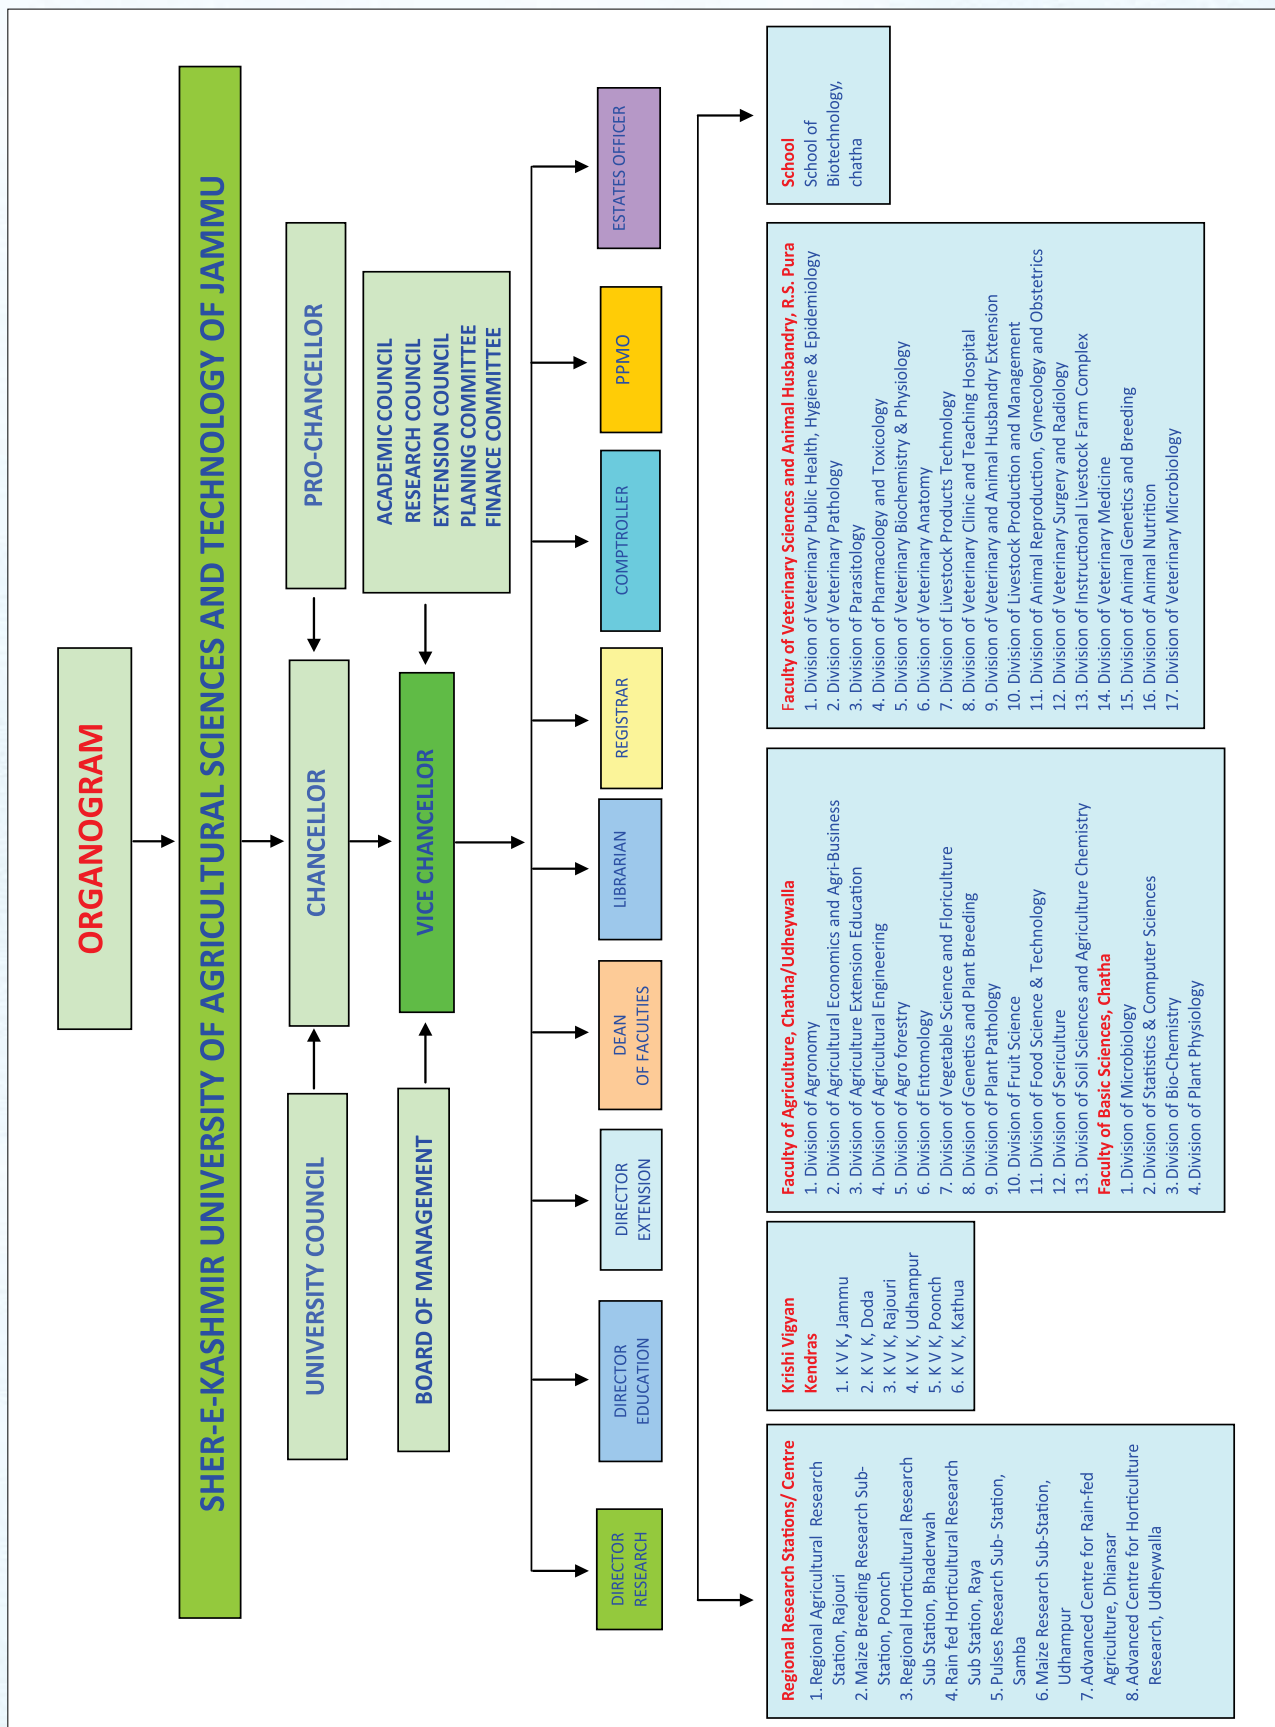 ORGANOGRAM
SHER-E-KASHMIR UNIVERSITY OF AGRICULTURAL SCIENCES AND TECHNOLOGY OF JAMMU
UNIVERSITY COUNCIL
CHANCELLOR
PRO-CHANCELLOR
BOARD OF MANAGEMENT
VICE CHANCELLOR
ACADEMIC COUNCIL
RESEARCH COUNCIL
EXTENSION COUNCIL
PLANING COMMITTEE
FINANCE COMMITTEE
DIRECTOR
RESEARCH
DIRECTOR
EDUCATION
DIRECTOR
EXTENSION
DEAN
OF FACULTIES
LIBRARIAN
REGISTRAR
COMPTROLLER
PPMO
ESTATES OFFICER
Regional Research Stations/ Centre
1. Regional Agricultural Research
Station, Rajouri
2. Maize Breeding Research Sub-
Station, Poonch
3. Regional Horticultural Research
Sub Station, Bhaderwah
4. Rain fed Horticultural Research
Sub Station, Raya
5. Pulses Research Sub- Station,
Samba
6. Maize Research Sub-Station,
Udhampur
7. Advanced Centre for Rain-fed
Agriculture, Dhiansar
8. Advanced Centre for Horticulture
Research, Udheywalla
Krishi Vigyan
Kendras
1. K V K, Jammu
2. K V K, Doda
3. K V K, Rajouri
4. K V K, Udhampur
5. K V K, Poonch
6. K V K, Kathua
Faculty of Agriculture, Chatha/Udheywalla
1. Division of Agronomy
2. Division of Agricultural Economics and Agri-Business
3. Division of Agriculture Extension Education
4. Division of Agricultural Engineering
5. Division of Agro forestry
6. Division of Entomology
7. Division of Vegetable Science and Floriculture
8. Division of Genetics and Plant Breeding
9. Division of Plant Pathology
10. Division of Fruit Science
11. Division of Food Science & Technology
12. Division of Sericulture
13. Division of Soil Sciences and Agriculture Chemistry
Faculty of Basic Sciences, Chatha
1. Division of Microbiology
2. Division of Statistics & Computer Sciences
3. Division of Bio-Chemistry
4. Division of Plant Physiology
Faculty of Veterinary Sciences and Animal Husbandry, R.S. Pura
1. Division of Veterinary Public Health, Hygiene & Epidemiology
2. Division of Veterinary Pathology
3. Division of Parasitology
4. Division of Pharmacology and Toxicology
5. Division of Veterinary Biochemistry & Physiology
6. Division of Veterinary Anatomy
7. Division of Livestock Products Technology
8. Division of Veterinary Clinic and Teaching Hospital
9. Division of Veterinary and Animal Husbandry Extension
10. Division of Livestock Production and Management
11. Division of Animal Reproduction, Gynecology and Obstetrics
12. Division of Veterinary Surgery and Radiology
13. Division of Instructional Livestock Farm Complex
14. Division of Veterinary Medicine
15. Division of Animal Genetics and Breeding
16. Division of Animal Nutrition
17. Division of Veterinary Microbiology
School
School of
Biotechnology,
chatha